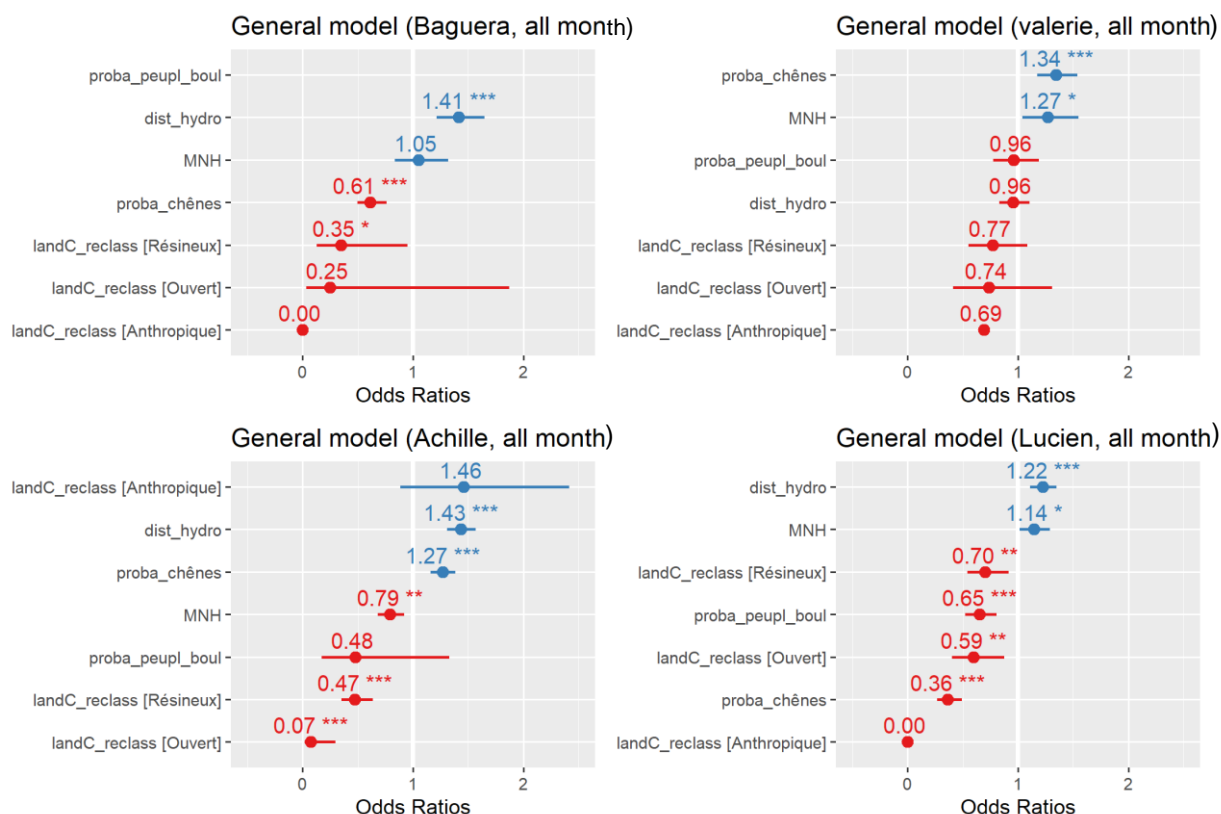 General model (Baguera, all month)
proba_peupl_boul
dist_hydro
1.41 ***
MNH
1.05
proba_chênes
0.61 ***
landC_reclass [Résineux]
0.35 *
landC_reclass [Ouvert]
0.25
landC_reclass [Anthropique]
0.00
0
1
2
Odds Ratios
General model (valerie, all month)
proba_chênes
1.34 ***
MNH
1.27 *
proba_peupl_boul
0.96
dist_hydro
0.96
landC_reclass [Résineux]
0.77
landC_reclass [Ouvert]
0.74
landC_reclass [Anthropique]
0.69
0
1
2
Odds Ratios
General model (Achille, all month)
landC_reclass [Anthropique]
1.46
dist_hydro
1.43 ***
proba_chênes
1.27 ***
MNH
0.79 **
proba_peupl_boul
0.48
landC_reclass [Résineux]
0.47 ***
landC_reclass [Ouvert]
0.07 ***
0
1
2
Odds Ratios
General model (Lucien, all month)
dist_hydro
1.22 ***
MNH
1.14 *
landC_reclass [Résineux]
0.70 **
proba_peupl_boul
0.65 ***
landC_reclass [Ouvert]
0.59 **
proba_chênes
0.36 ***
landC_reclass [Anthropique]
0.00
0
1
2
Odds Ratios